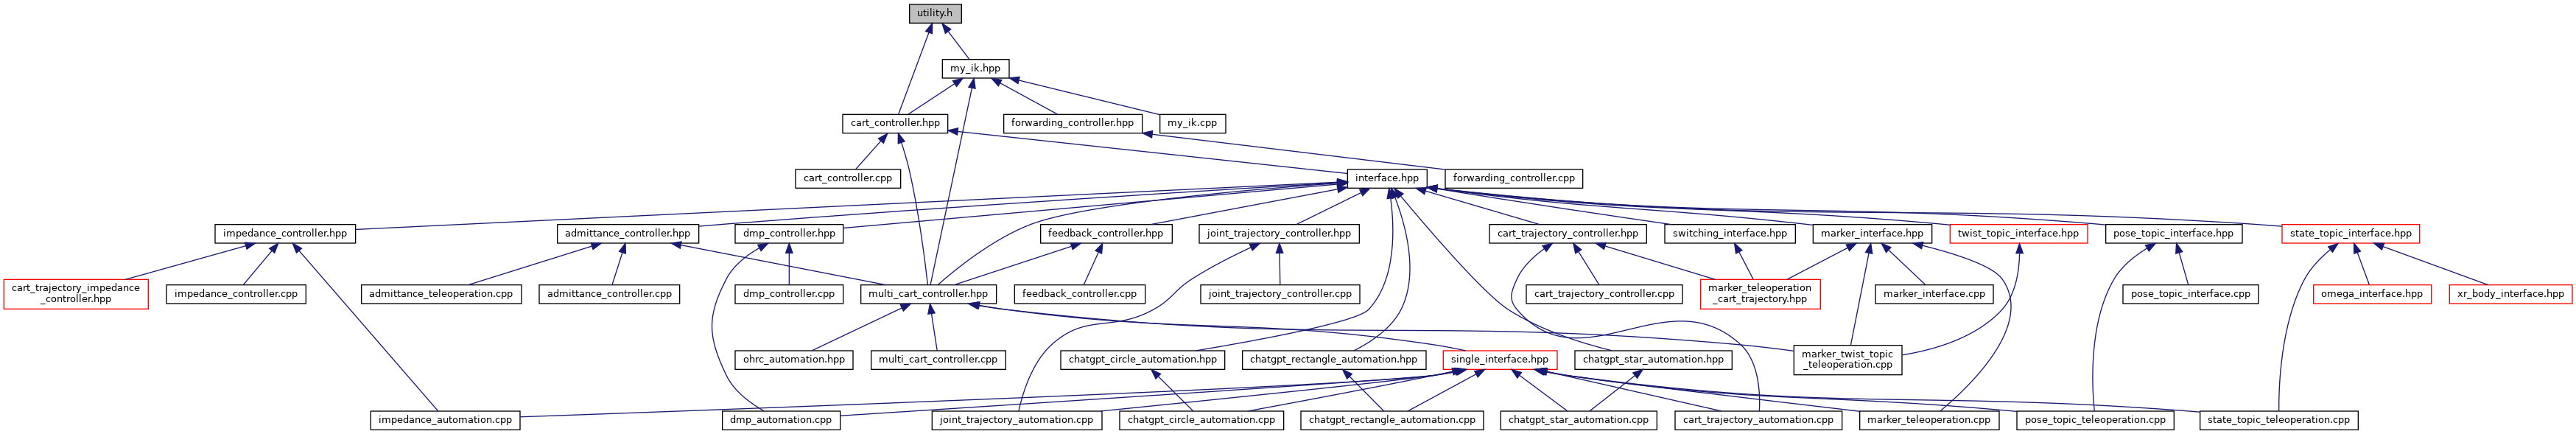 utility.h
my_ik.hpp
cart_controller.hpp
forwarding_controller.hpp
my_ik.cpp
cart_controller.cpp
interface.hpp
forwarding_controller.cpp
impedance_controller.hpp
admittance_controller.hpp
dmp_controller.hpp
feedback_controller.hpp
joint_trajectory_controller.hpp
cart_trajectory_controller.hpp
switching_interface.hpp
marker_interface.hpp
twist_topic_interface.hpp
pose_topic_interface.hpp
state_topic_interface.hpp
cart_trajectory_impedance
_controller.hpp
impedance_controller.cpp
admittance_teleoperation.cpp
admittance_controller.cpp
dmp_controller.cpp
multi_cart_controller.hpp
feedback_controller.cpp
joint_trajectory_controller.cpp
cart_trajectory_controller.cpp
marker_teleoperation
_cart_trajectory.hpp
marker_interface.cpp
pose_topic_interface.cpp
omega_interface.hpp
xr_body_interface.hpp
ohrc_automation.hpp
multi_cart_controller.cpp
chatgpt_circle_automation.hpp
chatgpt_rectangle_automation.hpp
single_interface.hpp
chatgpt_star_automation.hpp
marker_twist_topic
_teleoperation.cpp
impedance_automation.cpp
dmp_automation.cpp
joint_trajectory_automation.cpp
chatgpt_circle_automation.cpp
chatgpt_rectangle_automation.cpp
chatgpt_star_automation.cpp
cart_trajectory_automation.cpp
marker_teleoperation.cpp
pose_topic_teleoperation.cpp
state_topic_teleoperation.cpp